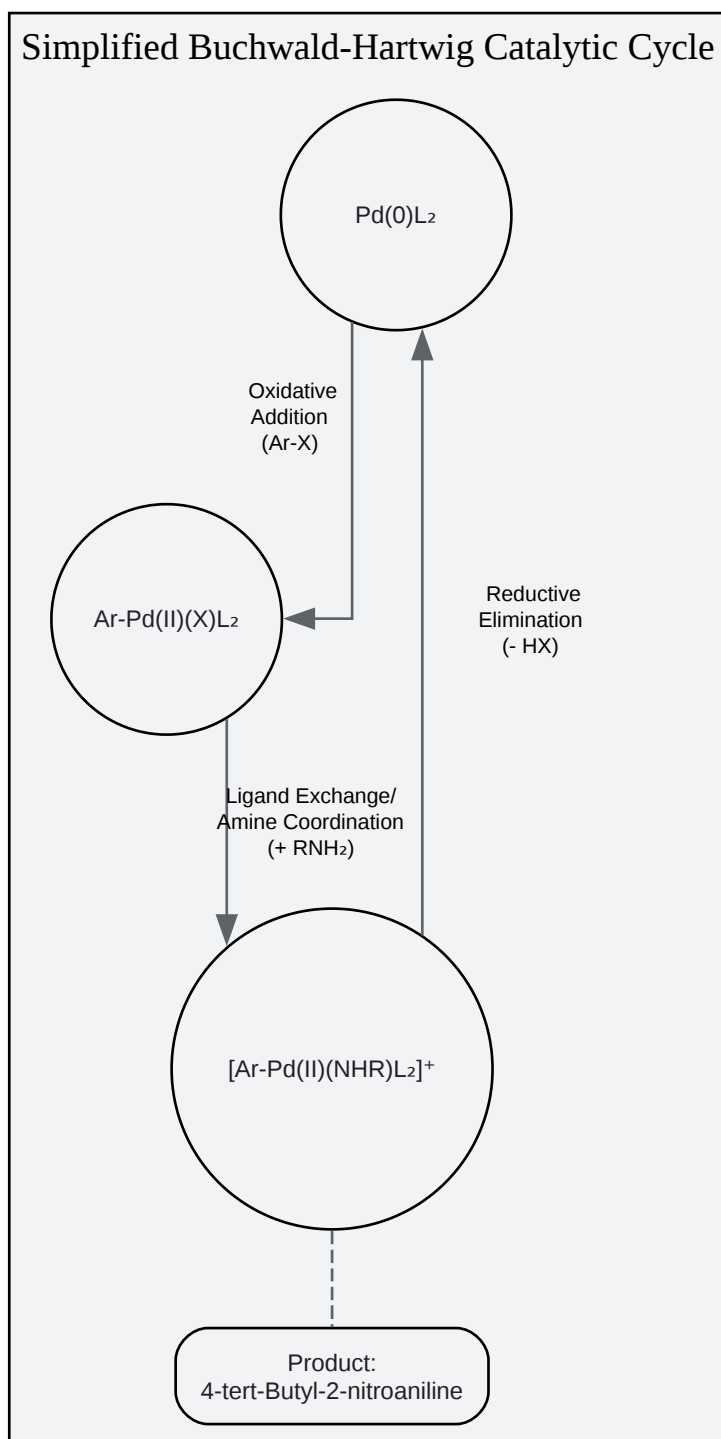 Simplified Buchwald-Hartwig Catalytic Cycle
Pd(0)L₂
Oxidative
Addition
(Ar-X)
Ar-Pd(II)(X)L₂
Reductive
Elimination
(- HX)
Ligand Exchange/
Amine Coordination
(+ RNH₂)
[Ar-Pd(II)(NHR)L₂]⁺
Product:
4-tert-Butyl-2-nitroaniline